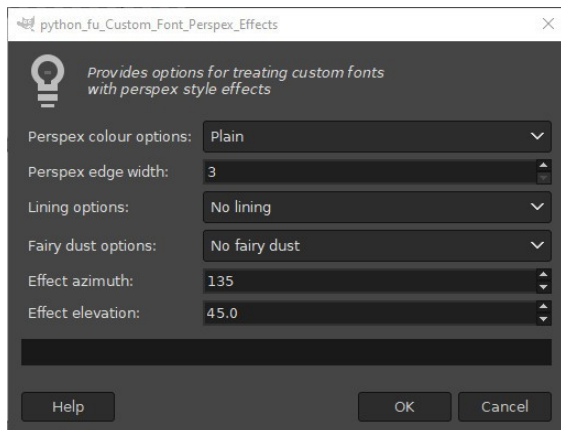 python_fu_Custom_Font_Perspex_Effects
Provides options for treating custom fonts
with perspex style effects
Perspex colour options: Plain
Perspex edge width: 3
Lining options: No lining
Fairy dust options: No fairy dust
Effect azimuth: 135
Effect elevation: 45.0
Help OK Cancel